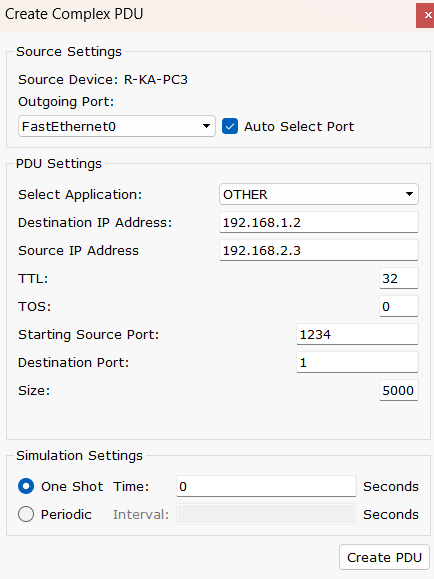 Create Complex PDU
Source Settings
Source Device: R-KA-PC3
Outgoing Port:
FastEthernet0 Auto Select Port
PDU Settings
Select Application: OTHER
Destination IP Address: 192.168.1.2
Source IP Address 192.168.2.3
TTL: 32
TOS: 0
Starting Source Port: 1234
Destination Port: 1
Size: 5000
Simulation Settings
One Shot Time: 0 Seconds
Periodic Interval: Seconds
Create PDU